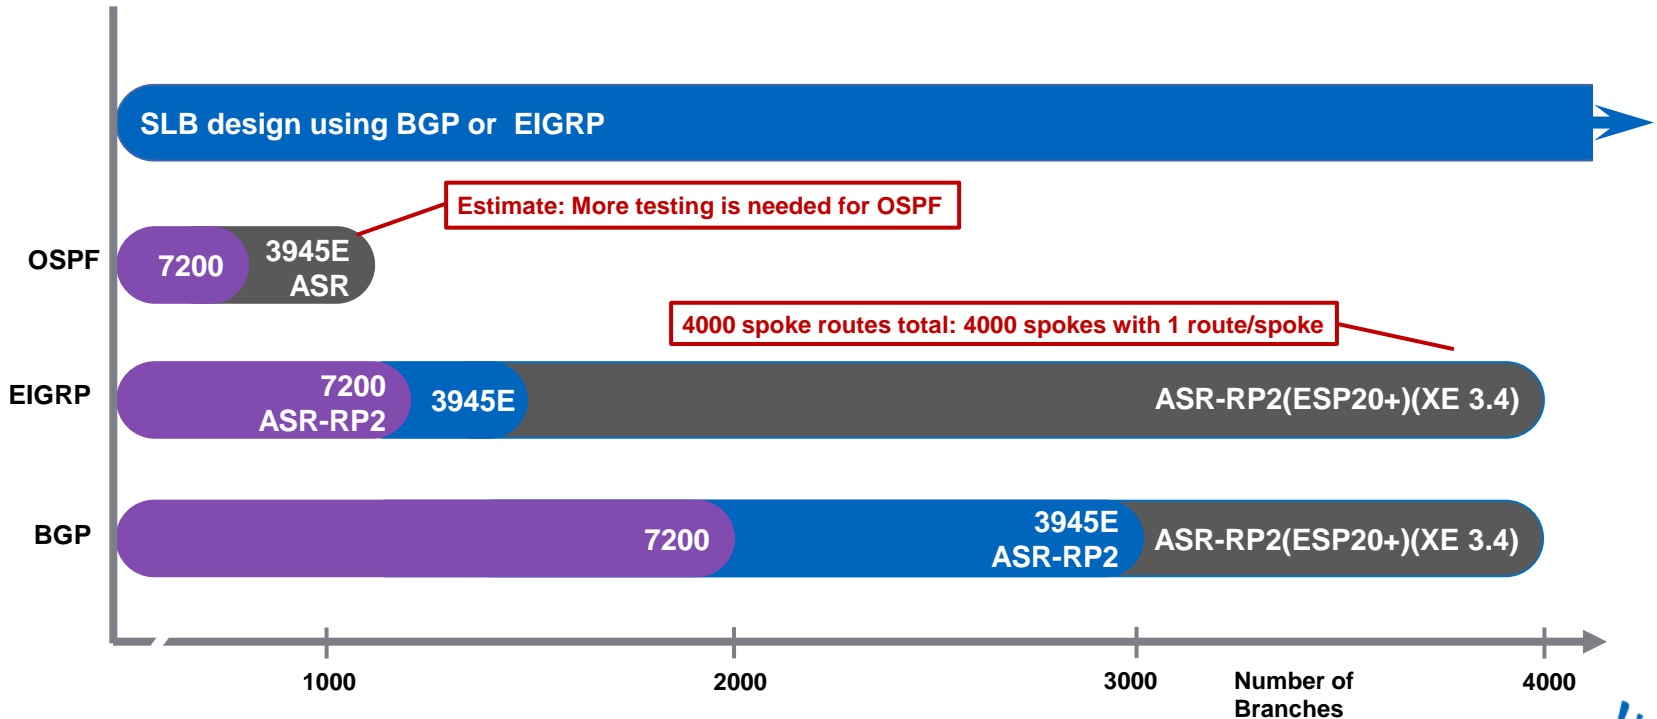 SLB design using BGP or EIGRP
Estimate: More testing is needed for OSPF
OSPF
7200
3945E
ASR
4000 spoke routes total: 4000 spokes with 1 route/spoke
EIGRP
7200
ASR-RP2
3945E
ASR-RP2(ESP20+)(XE 3.4)
BGP
7200
3945E
ASR-RP2
ASR-RP2(ESP20+)(XE 3.4)
1000
2000
3000
Number of
Branches
4000